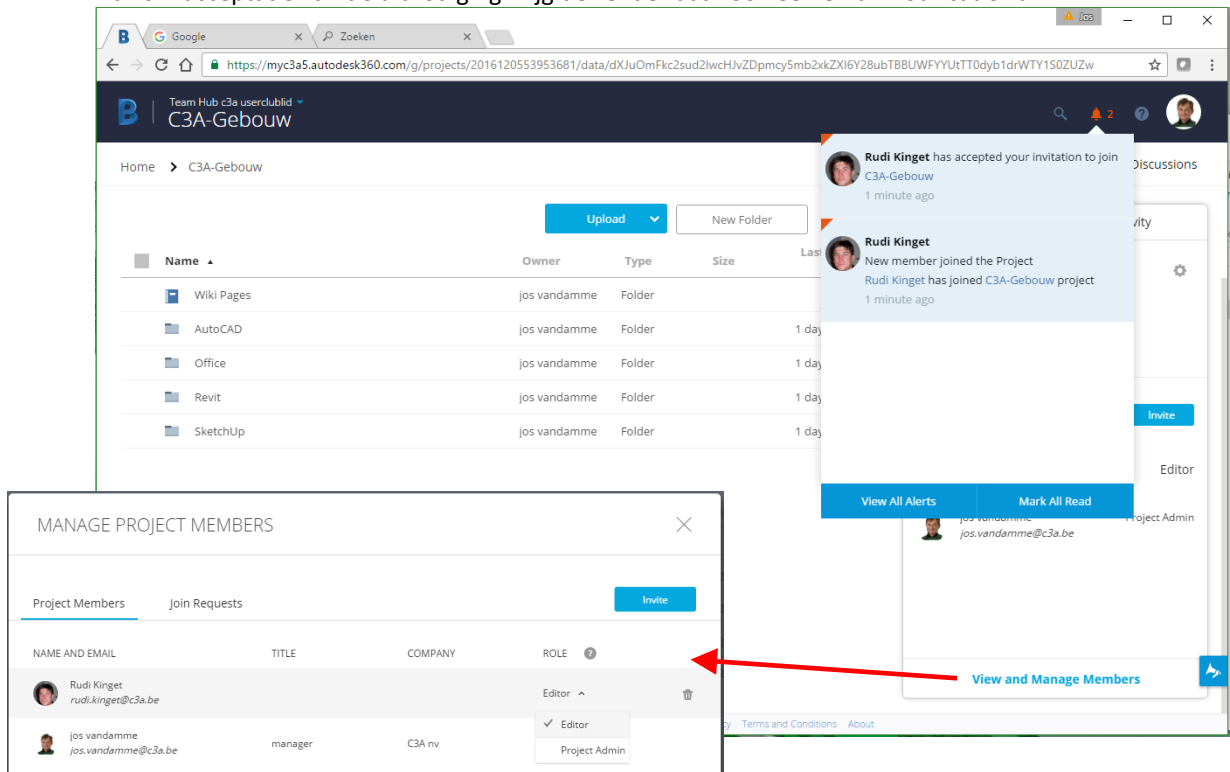 Jos
Google
Zoeken
https://myc3a5.autodesk360.com/g/projects/2016120553953681/data/dXJuOmFkc2sud2lwcHJvZDpmcy5mb2xkZXI6Y28ubTBBUWFYYUtTT0dyb1drWTY1S0ZUZw
Team Hub c3a userclublid
C3A-Gebouw
2
Home > C3A-Gebouw
Discussions
Rudi Kinget has accepted your invitation to join
C3A-Gebouw
1 minute ago
Rudi Kinget
New member joined the Project
Rudi Kinget has joined C3A-Gebouw project
1 minute ago
View All Alerts
Mark All Read
Upload
New Folder
vity
Name
Owner
Type
Size
Las
Wiki Pages
jos vandamme
Folder
AutoCAD
jos vandamme
Folder
1 day
Office
jos vandamme
Folder
1 day
Revit
jos vandamme
Folder
1 day
SketchUp
jos vandamme
Folder
1 day
Invite
Editor
jos vandamme
Project Admin
jos.vandamme@c3a.be
View and Manage Members
cy Terms and Conditions About
MANAGE PROJECT MEMBERS
Project Members
Join Requests
Invite
NAME AND EMAIL
TITLE
COMPANY
ROLE
Rudi Kinget
rudi.kinget@c3a.be
Editor
Editor
Project Admin
jos vandamme
jos.vandamme@c3a.be
manager
C3A nv